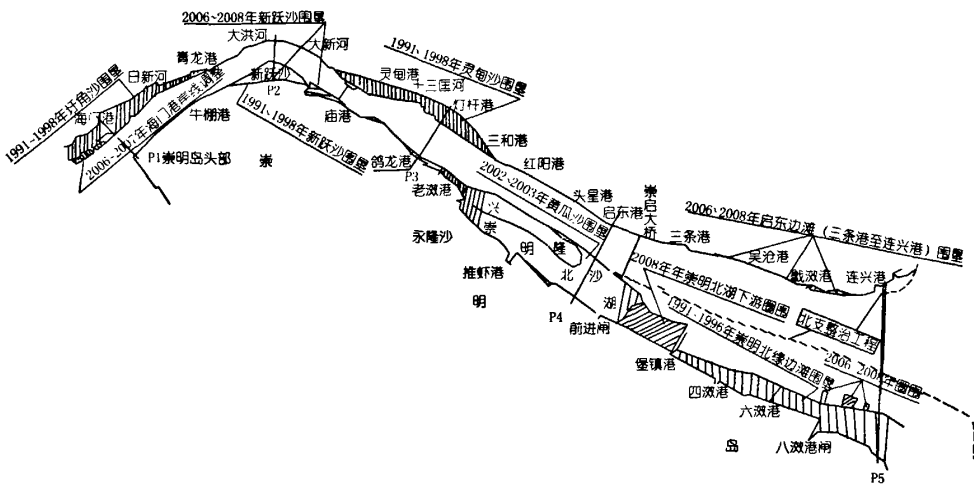 2006~2008年新跃沙围垦
大洪河
大新河
青龙港
日新河
1991~1998年灵甸沙围垦
灵甸港
十三匡河
灯杆港
三和港
红阳港
1991~1998年圩角沙围垦
海门港
2006~2007年海门港岸线调整
新跃沙
P2
牛棚港
庙港
1991~1998年新跃沙围垦
P1
崇明岛头部
崇
鸽龙港
P3
老滧港
2002~2003年黄瓜沙围垦
头星港
启东港
崇启大桥
三条港
2006~2008年启东边滩（三条港至连兴港）围垦
吴沧港
戤滧港
连兴港
永隆沙
兴
隆
沙
崇
明
北
湖
推虾港
明
P4
前进闸
2008年年崇明北湖下游圈围
北支整治工程
1991~1996年崇明北缘边滩围垦
2006~2008年圈围
堡镇港
四滧港
六滧港
八滧港闸
岛
P5